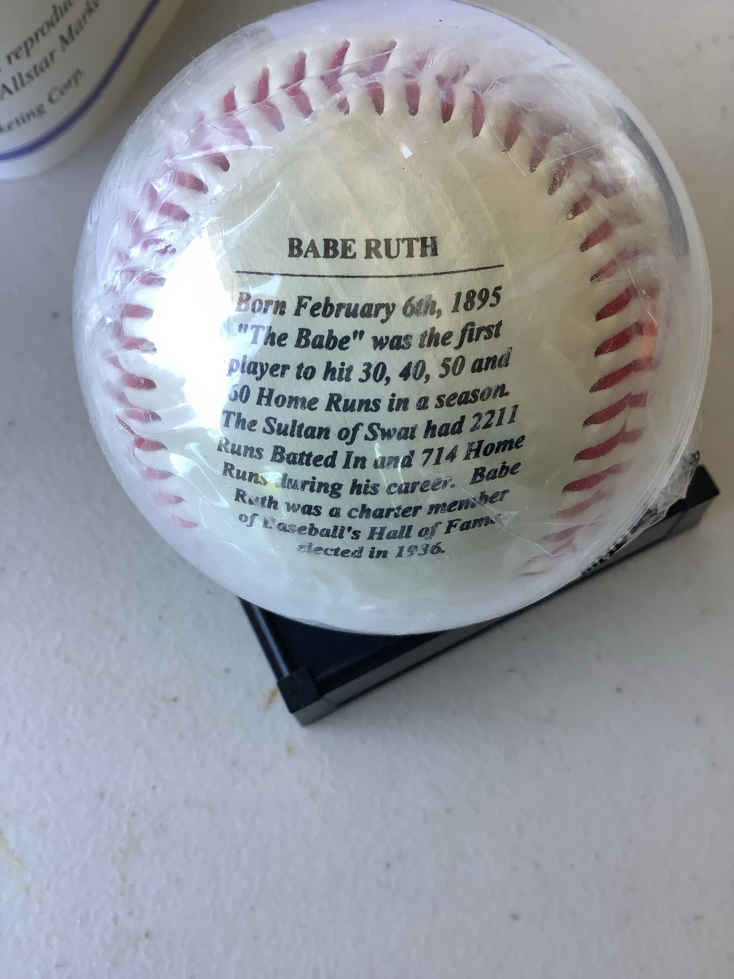 reproduc
Allstar Mark
keting Corp.
BABE RUTH
Born February 6th, 1895
"The Babe" was the first
player to hit 30, 40, 50 and
60 Home Runs in a season.
The Sultan of Swat had 2211
Runs Batted In and 714 Home
Runs during his career. Babe
Ruth was a charter member
of Baseball's Hall of Fame
elected in 1936.